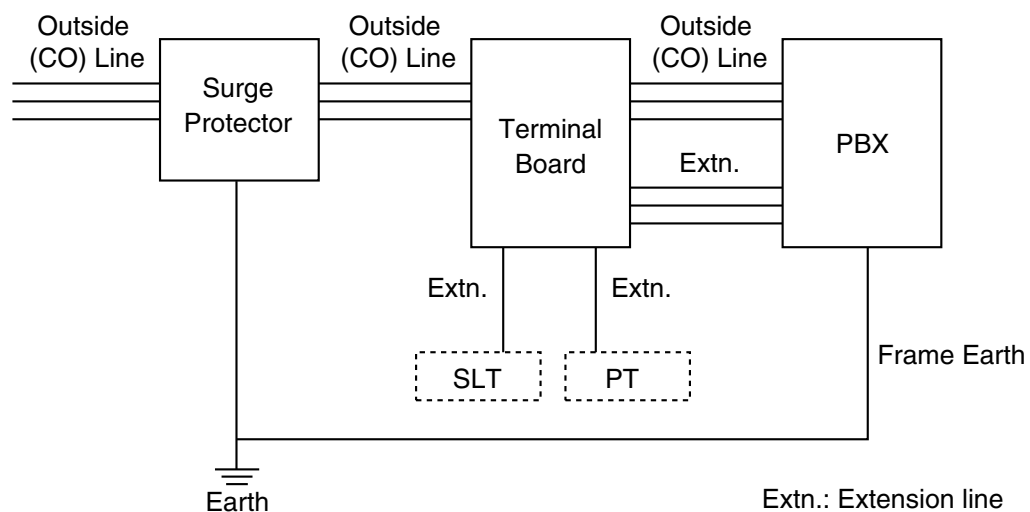 Outside
(CO) Line
Outside
(CO) Line
Outside
(CO) Line
Surge
Protector
Terminal
Board
PBX
Extn.
Extn.
Extn.
SLT
PT
Frame Earth
Earth
Extn.: Extension line